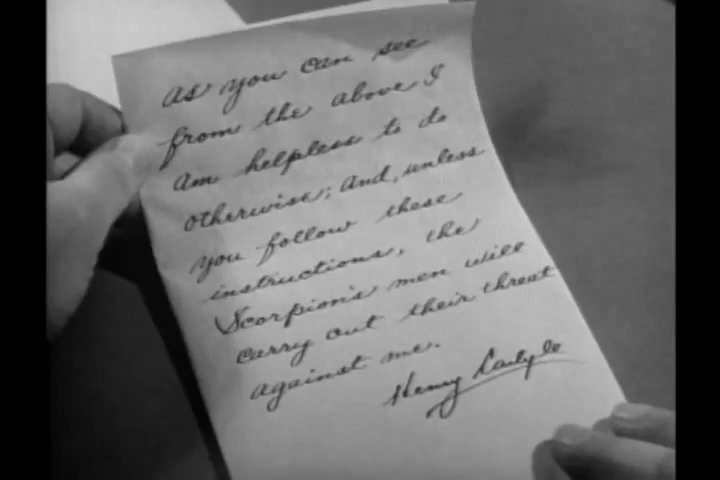 as you can see
from the above I
am helpless to do
otherwise; and, unless
you follow these
instructions, the
Scorpion's men will
carry out their threat
against me.
Henry Carlyle